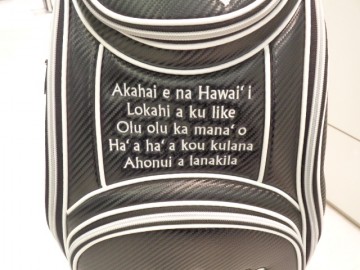 Akahai e na Hawai‘i
Lokahi a ku like
Olu olu ka mana‘o
Ha‘a ha‘a kou kulana
Ahonui a lanakila